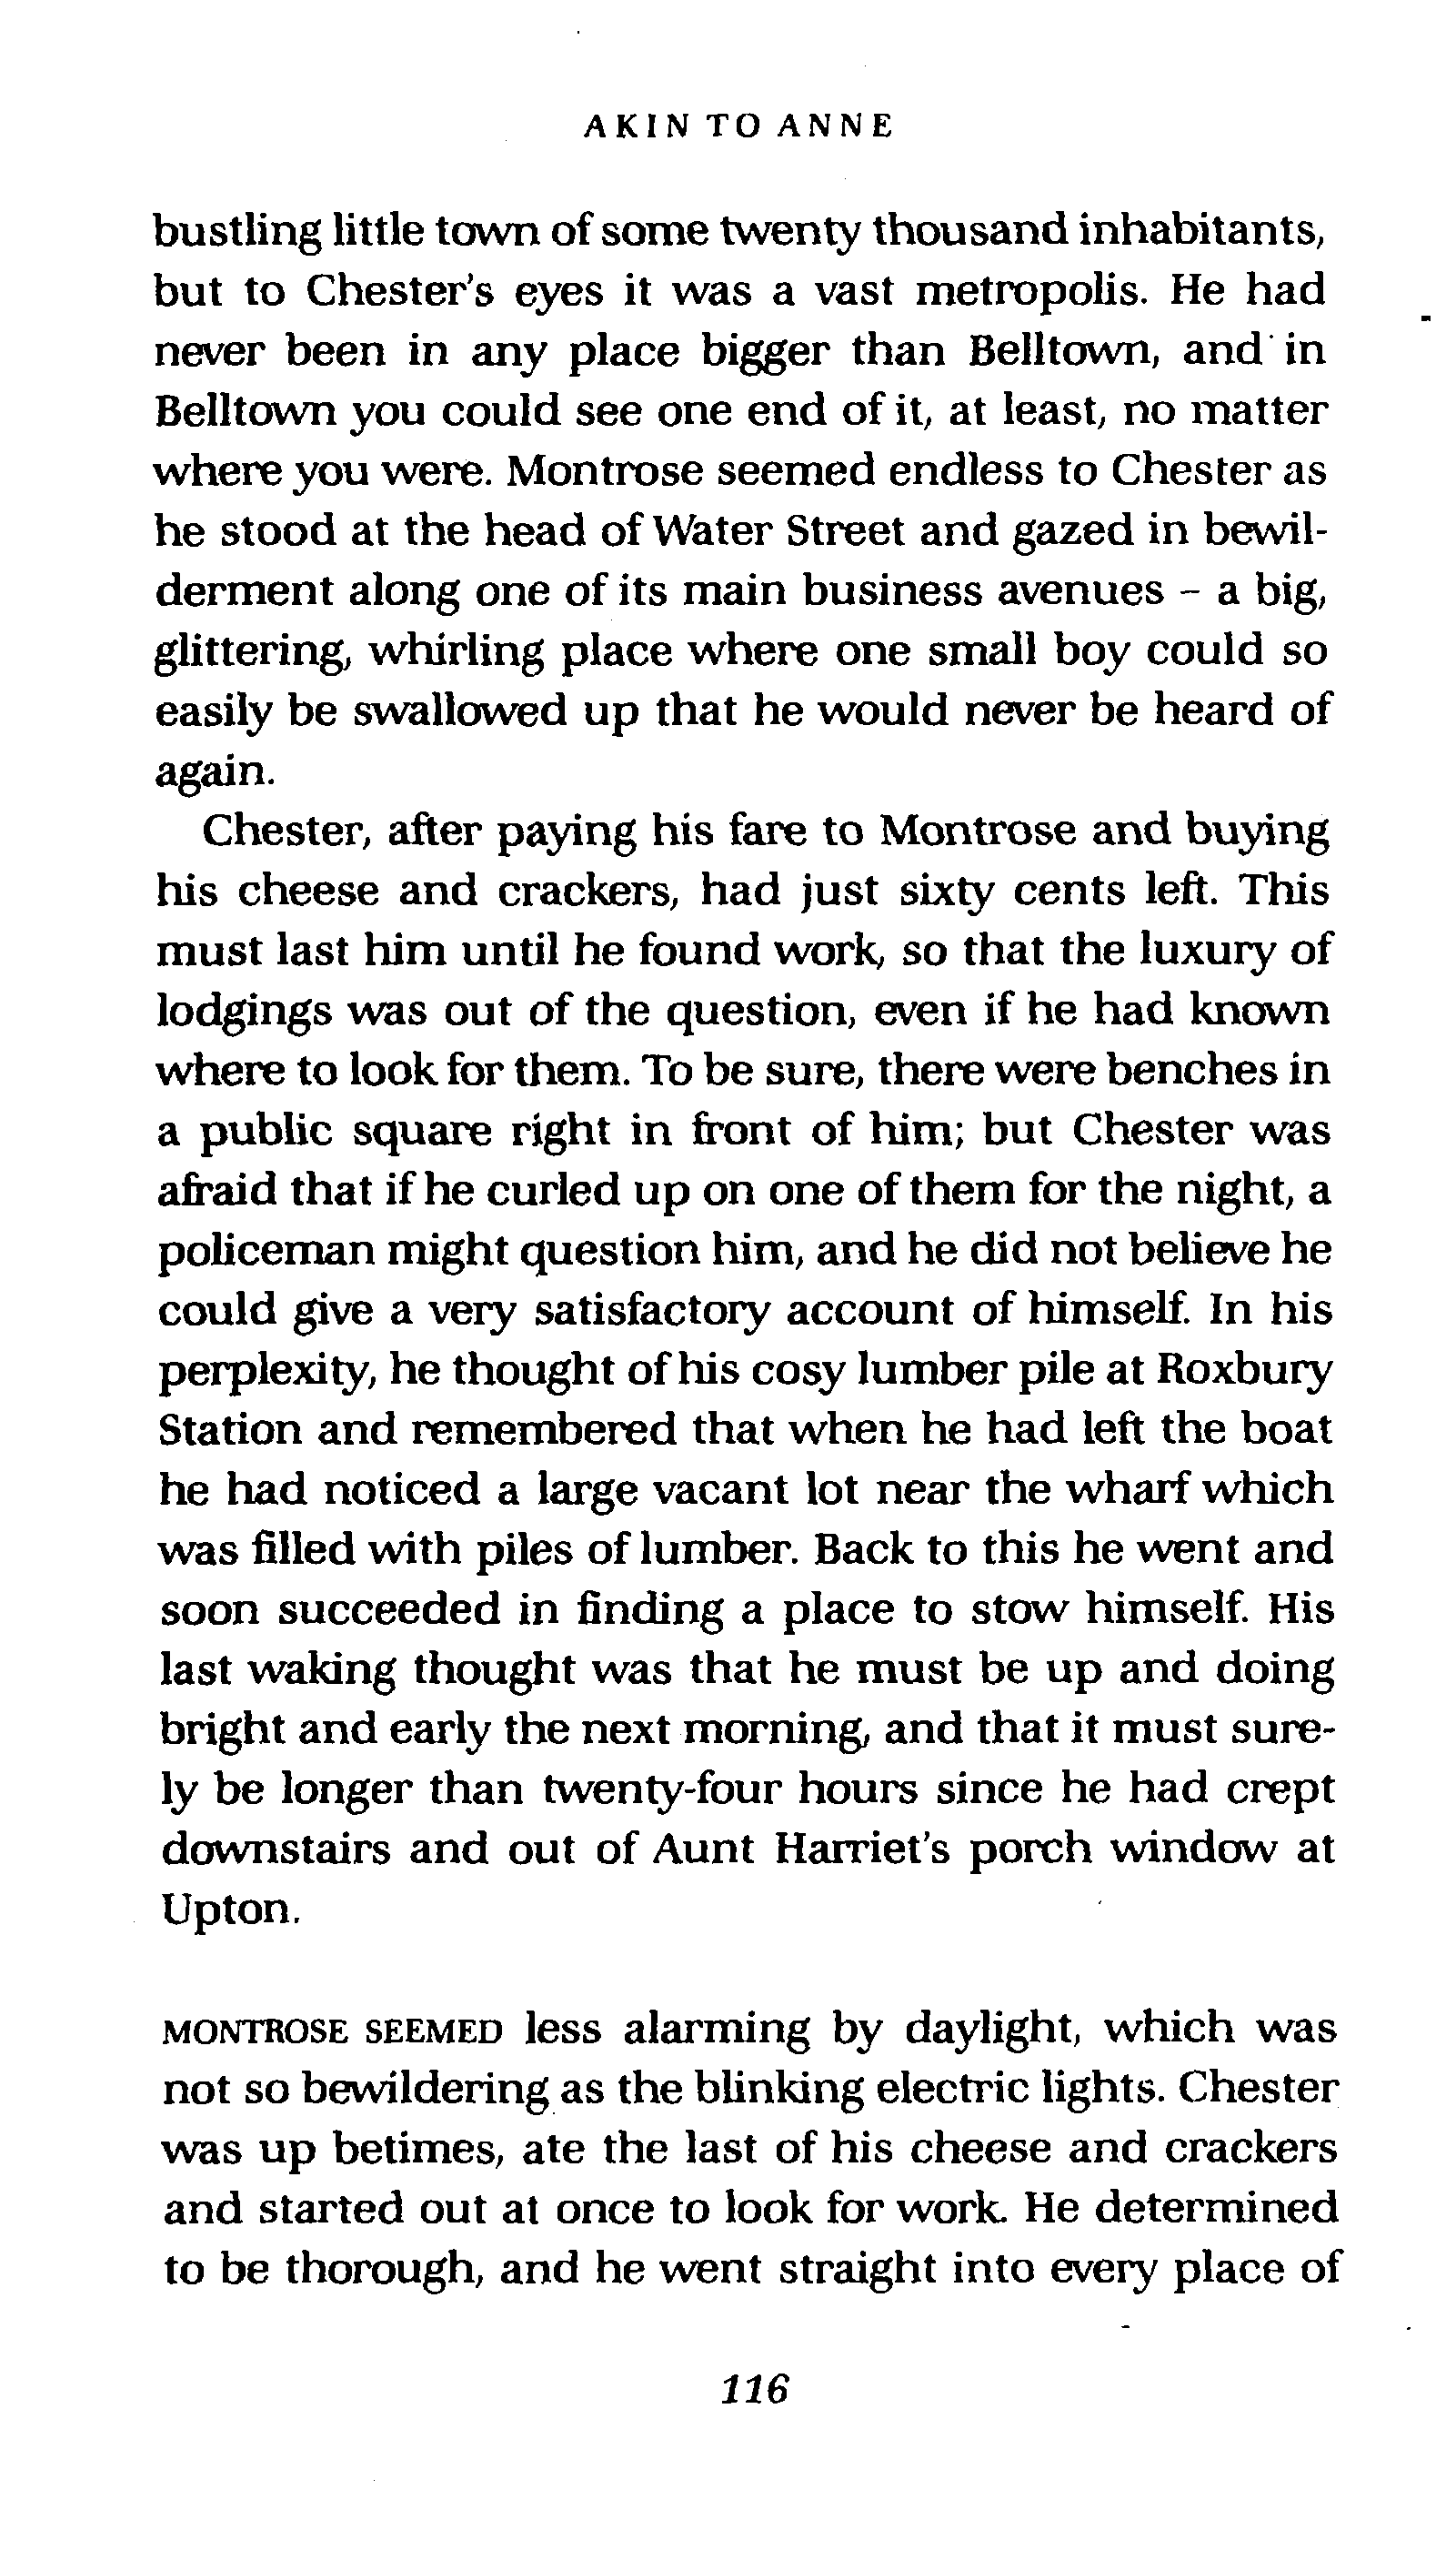 AKIN TO ANNE
bustling little town of some twenty thousand inhabitants,
but to Chester's eyes it was a vast metropolis. He had
never been in any place bigger than Belltown, and in
Belltown you could see one end of it, at least, no matter
where you were. Montrose seemed endless to Chester as
he stood at the head of Water Street and gazed in bewil-
derment along one of its main business avenues – a big,
glittering, whirling place where one small boy could so
easily be swallowed up that he would never be heard of
again.
Chester, after paying his fare to Montrose and buying
his cheese and crackers, had just sixty cents left. This
must last him until he found work, so that the luxury of
lodgings was out of the question, even if he had known
where to look for them. To be sure, there were benches in
a public square right in front of him; but Chester was
afraid that if he curled up on one of them for the night, a
policeman might question him, and he did not believe he
could give a very satisfactory account of himself. In his
perplexity, he thought of his cosy lumber pile at Roxbury
Station and remembered that when he had left the boat
he had noticed a large vacant lot near the wharf which
was filled with piles of lumber. Back to this he went and
soon succeeded in finding a place to stow himself. His
last waking thought was that he must be up and doing
bright and early the next morning, and that it must sure-
ly be longer than twenty-four hours since he had crept
downstairs and out of Aunt Harriet's porch window at
Upton.
MONTROSE SEEMED less alarming by daylight, which was
not so bewildering as the blinking electric lights. Chester
was up betimes, ate the last of his cheese and crackers
and started out at once to look for work. He determined
to be thorough, and he went straight into every place of
116